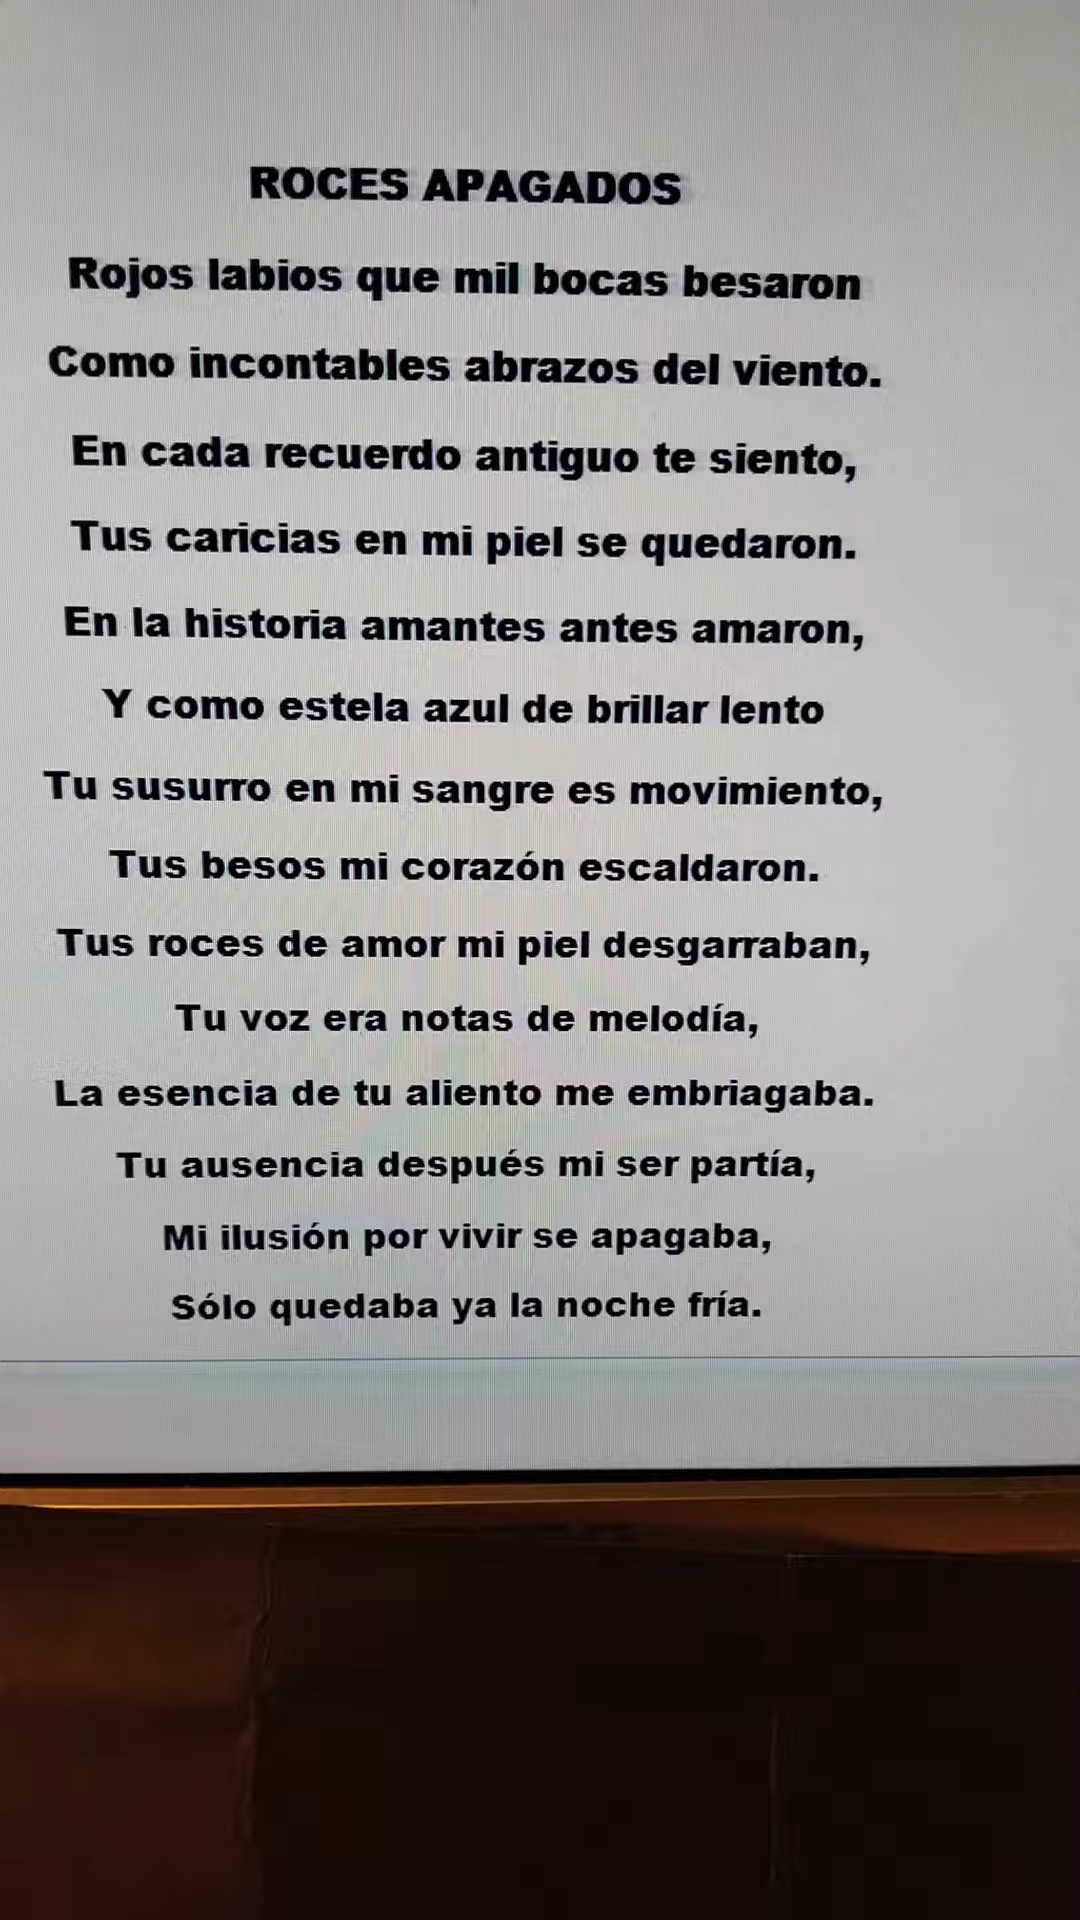 ROCES APAGADOS
Rojos labios que mil bocas besaron
Como incontables abrazos del viento.
En cada recuerdo antiguo te siento,
Tus caricias en mi piel se quedaron.
En la historia amantes antes amaron,
Y como estela azul de brillar lento
Tu susurro en mi sangre es movimiento,
Tus besos mi corazón escaldaron.
Tus roces de amor mi piel desgarraban,
Tu voz era notas de melodía,
La esencia de tu aliento me embriagaba.
Tu ausencia después mi ser partía,
Mi ilusión por vivir se apagaba,
Sólo quedaba ya la noche fría.